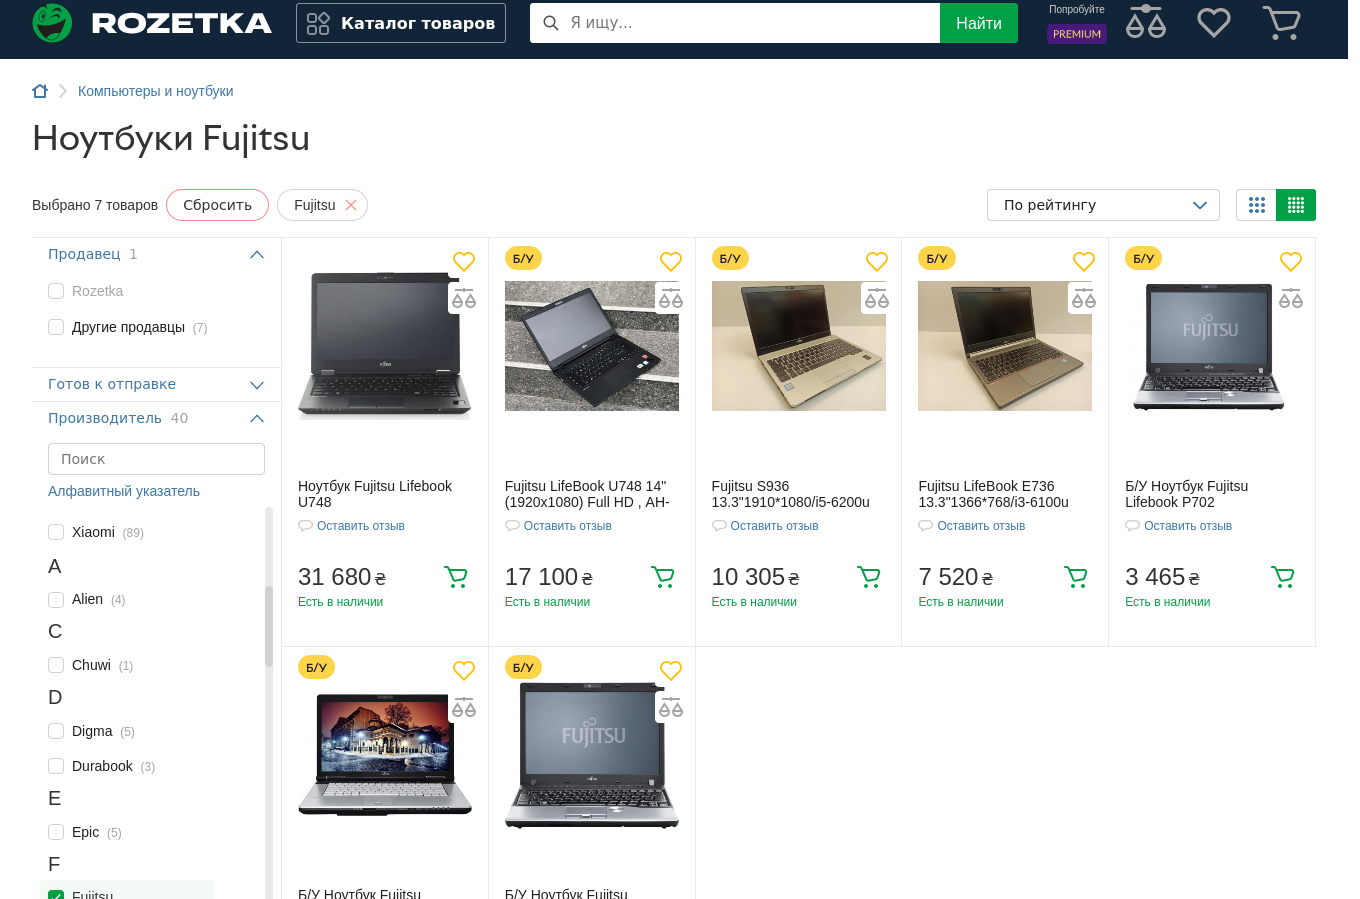 ROZETKA
Каталог товаров
Я ищу...
Найти
Попробуйте
PREMIUM
Компьютеры и ноутбуки
Ноутбуки Fujitsu
Выбрано 7 товаров
Сбросить
Fujitsu
По рейтингу
Продавец 1
Rozetka
Другие продавцы (7)
Готов к отправке
Производитель 40
Поиск
Алфавитный указатель
Xiaomi (89)
A
Alien (4)
C
Chuwi (1)
D
Digma (5)
Durabook (3)
E
Epic (5)
F
Fujitsu
Ноутбук Fujitsu Lifebook
U748
Оставить отзыв
31 680 ₴
Есть в наличии
Б/У
Fujitsu LifeBook U748 14"
(1920x1080) Full HD , AH-
Оставить отзыв
17 100 ₴
Есть в наличии
Б/У
Fujitsu S936
13.3"1910*1080/i5-6200u
Оставить отзыв
10 305 ₴
Есть в наличии
Б/У
Fujitsu LifeBook E736
13.3"1366*768/i3-6100u
Оставить отзыв
7 520 ₴
Есть в наличии
Б/У
FUJITSU
Б/У Ноутбук Fujitsu
Lifebook P702
Оставить отзыв
3 465 ₴
Есть в наличии
Б/У
Б/У Ноутбук Fujitsu
Б/У
FUJITSU
Б/У Ноутбук Fujitsu